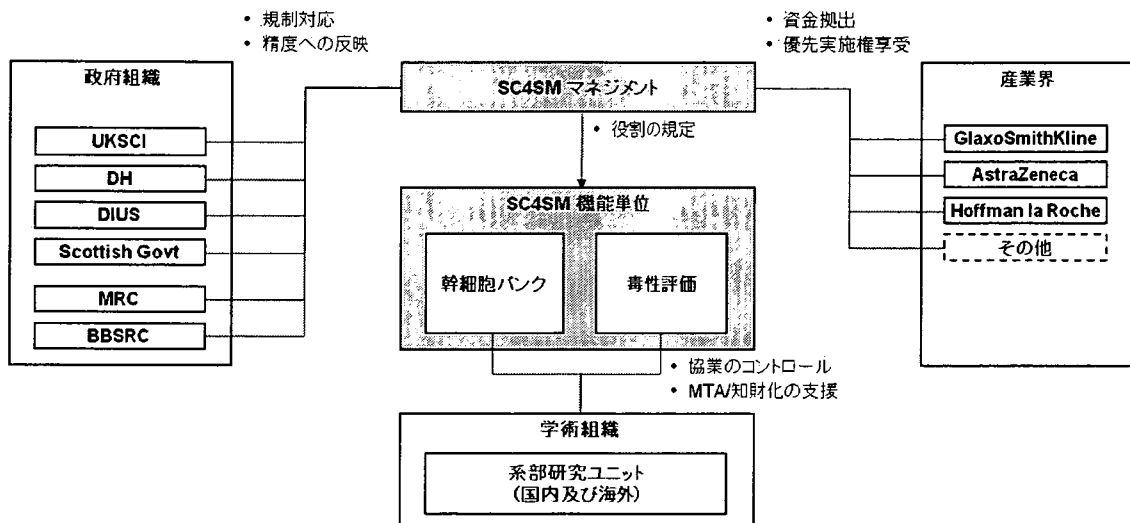 • 規制対応
• 精度への反映
• 資金拠出
• 優先実施権享受
政府組織
UKSCI
DH
DIUS
Scottish Govt
MRC
BBSRC
SC4SM マネジメント
• 役割の規定
SC4SM 機能単位
幹細胞バンク
毒性評価
• 協業のコントロール
• MTA/知財化の支援
学術組織
系部研究ユニット
(国内及び海外)
産業界
GlaxoSmithKline
AstraZeneca
Hoffman la Roche
その他